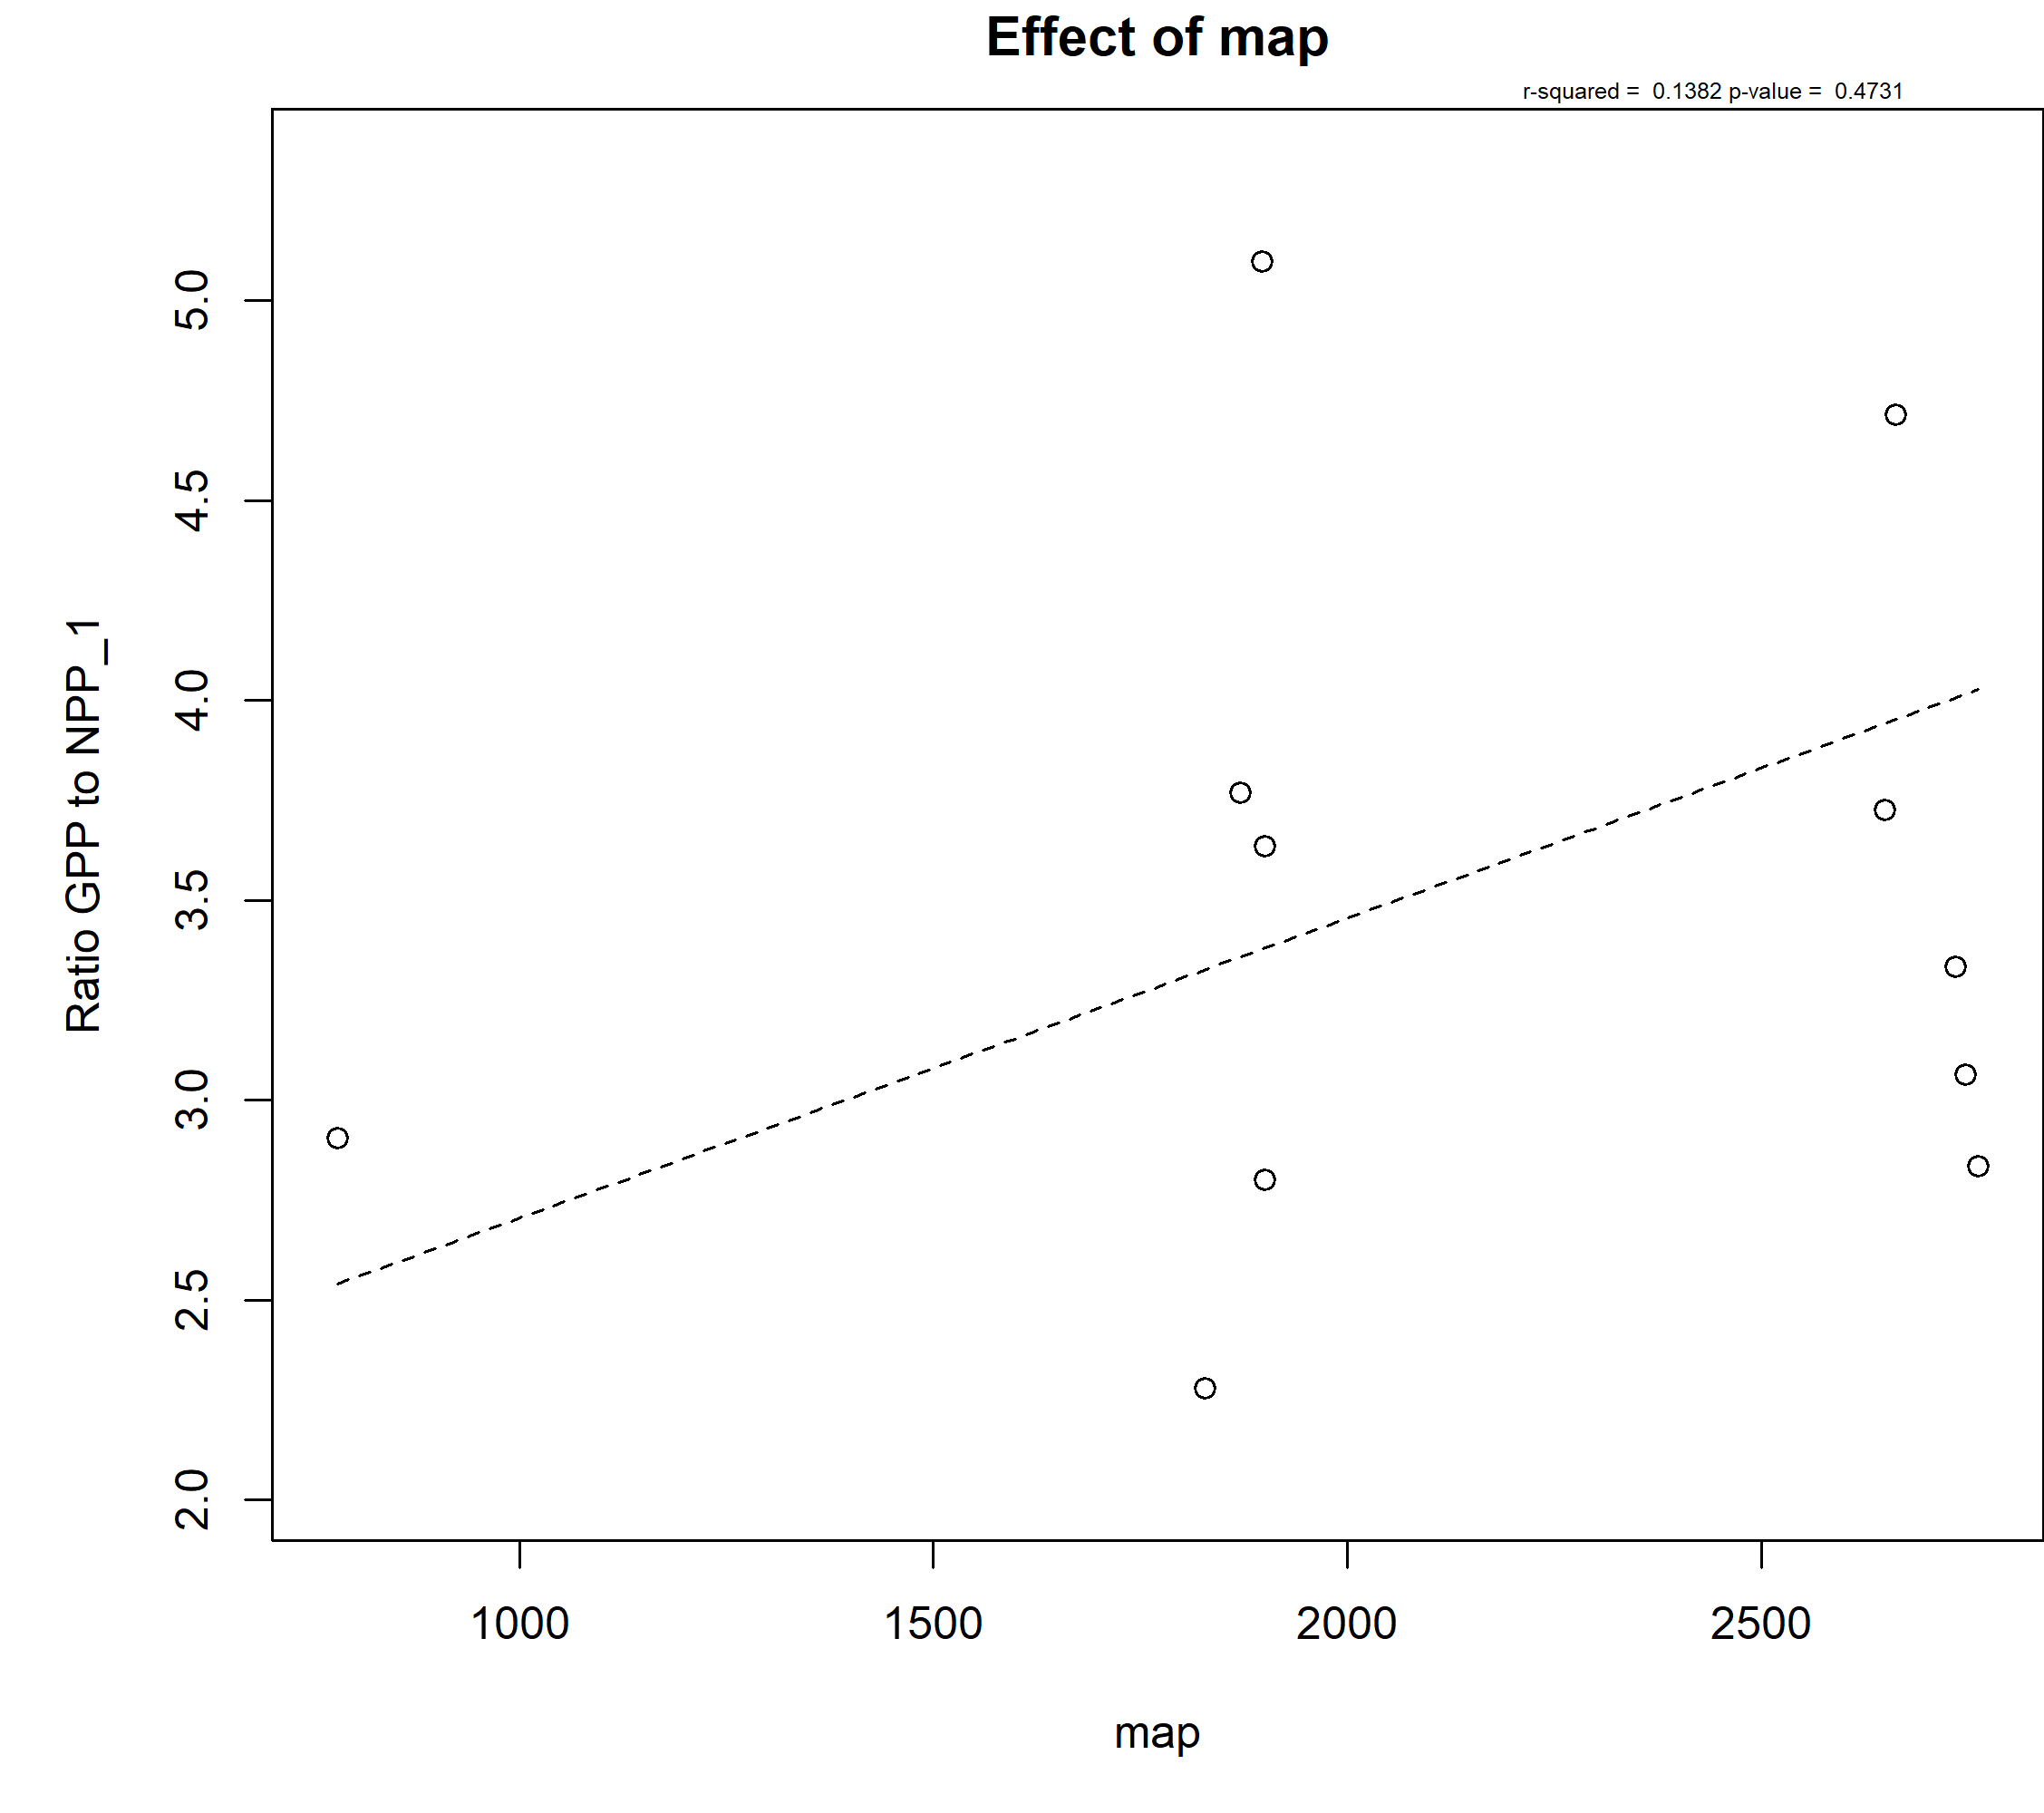 Effect of map
r-squared = 0.1382 p-value = 0.4731
Ratio GPP to NPP_1
5.0
4.5
4.0
3.5
3.0
2.5
2.0
1000 1500 2000 2500
map